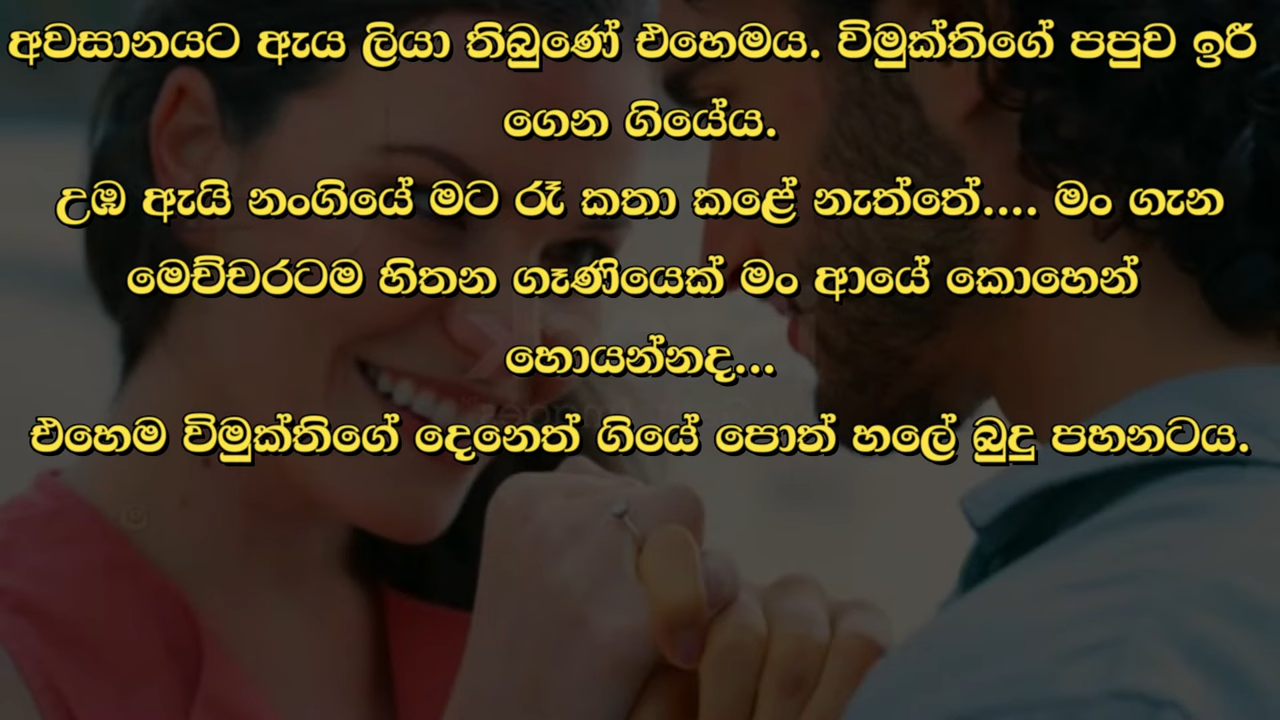 අවසානයට ඇය ලියා තිබුණේ එහෙමය. විමුක්තිගේ පපුව ඉරී
ගෙන ගියේය.
උඹ ඇයි නංගියේ මට රෑ කතා කළේ නැත්තේ.... මං ගැන
මෙච්චරටම හිතන ගෑණියෙක් මං ආයේ කොහෙන්
හොයන්නද...
එහෙම විමුක්තිගේ දෙනෙත් ගියේ පොත් හලේ බුදු පහනටය.